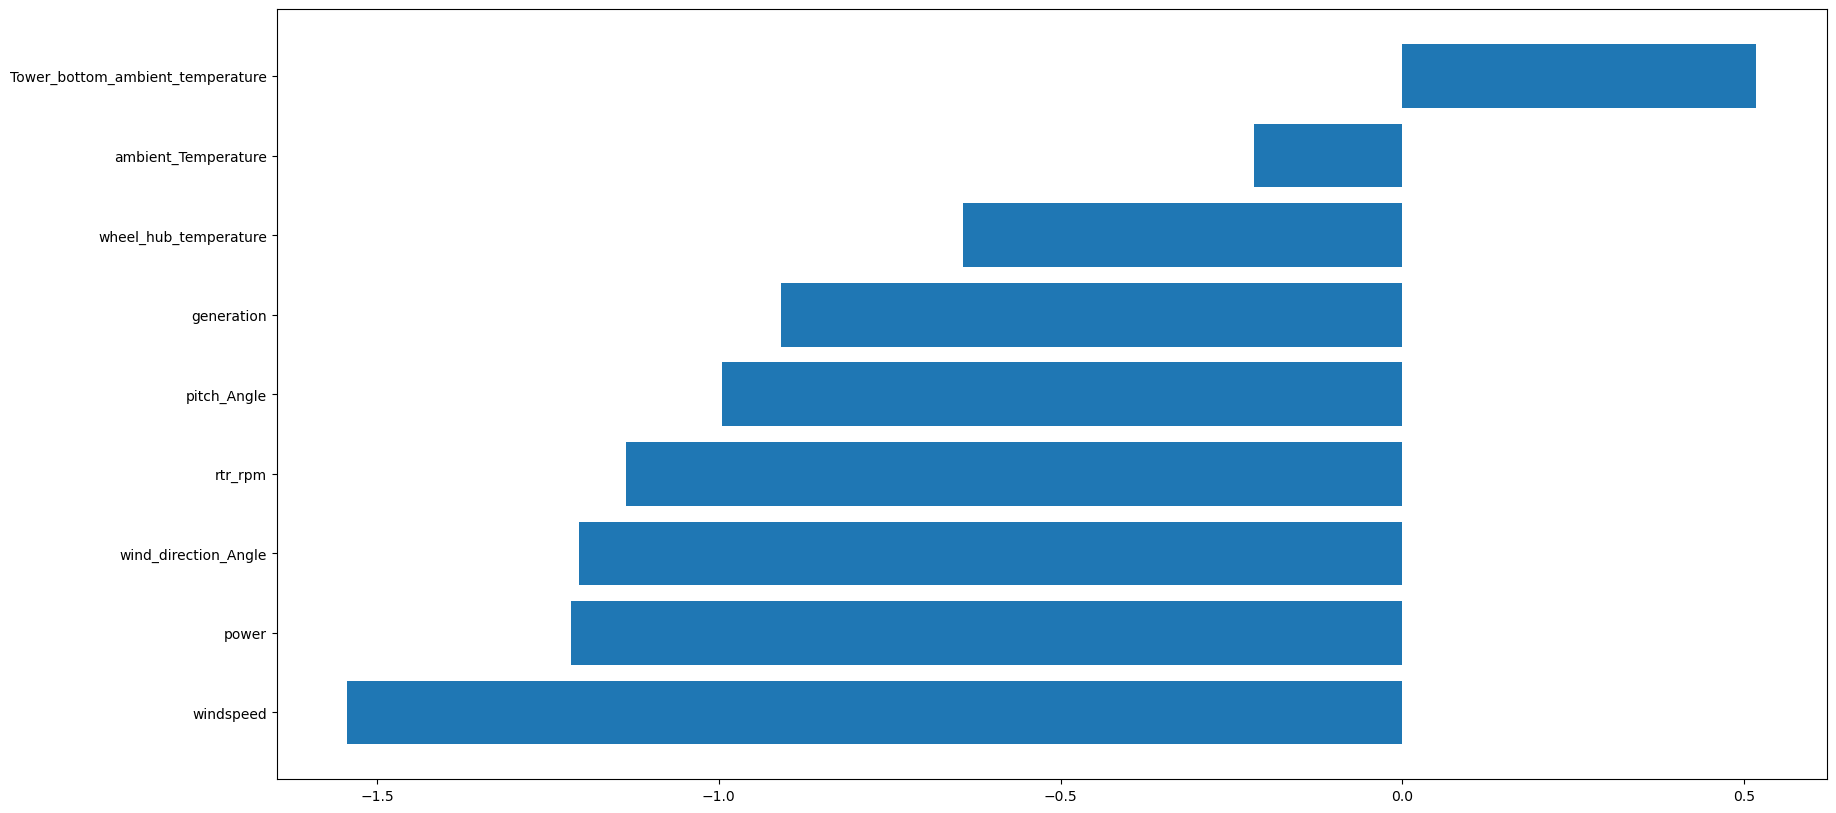 Tower_bottom_ambient_temperature
ambient_Temperature
wheel_hub_temperature
generation
pitch_Angle
rtr_rpm
wind_direction_Angle
power
windspeed
−1.5 −1.0 −0.5 0.0 0.5